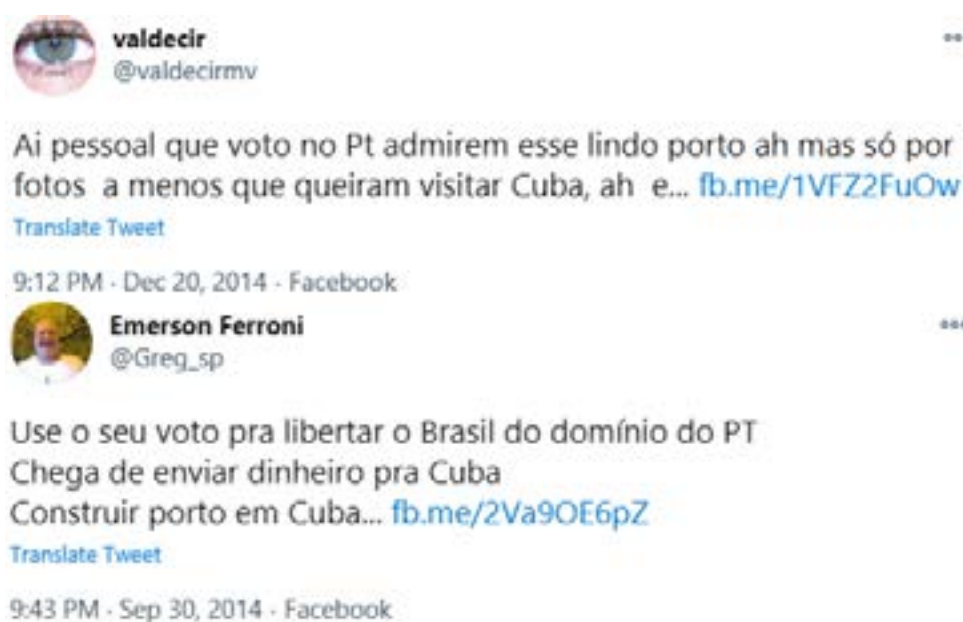 valdecir
@valdecirmv
Ai pessoal que voto no Pt admirem esse lindo porto ah mas só por
fotos a menos que queiram visitar Cuba, ah e... fb.me/1VFZ2FuOw
Translate Tweet
9:12 PM · Dec 20, 2014 · Facebook
Emerson Ferroni
@Greg_sp
Use o seu voto pra libertar o Brasil do domínio do PT
Chega de enviar dinheiro pra Cuba
Construir porto em Cuba... fb.me/2Va9OE6pZ
Translate Tweet
9:43 PM · Sep 30, 2014 · Facebook